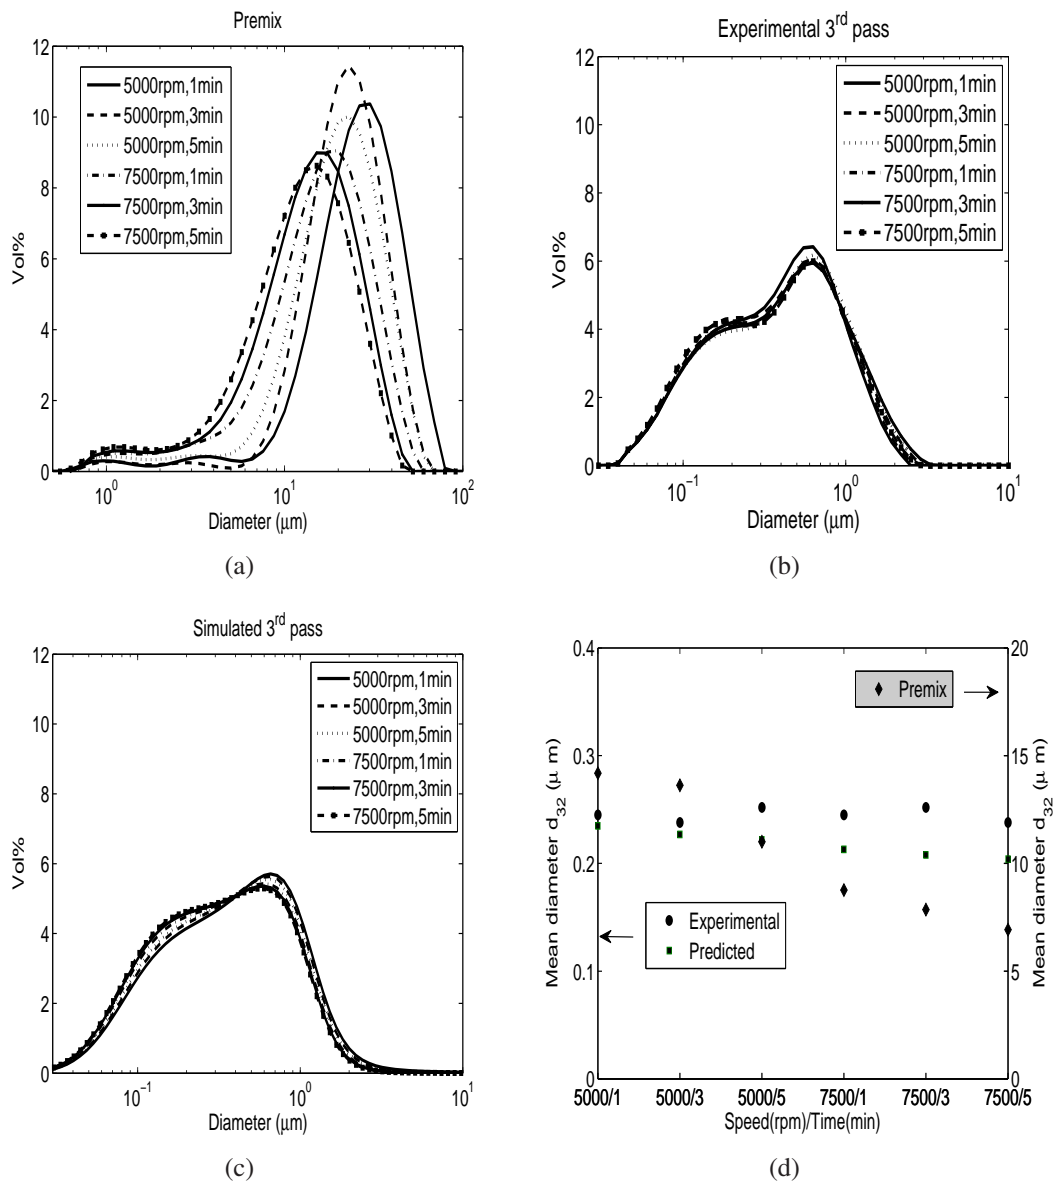 Premix
12
10
8
6
4
2
0
Vol%
5000rpm,1min
5000rpm,3min
5000rpm,5min
7500rpm,1min
7500rpm,3min
7500rpm,5min
10^0
10^1
10^2
Diameter (μm)
(a)
Experimental 3^rd pass
12
10
8
6
4
2
0
Vol%
5000rpm,1min
5000rpm,3min
5000rpm,5min
7500rpm,1min
7500rpm,3min
7500rpm,5min
10^−1
10^0
10^1
Diameter (μm)
(b)
Simulated 3^rd pass
12
10
8
6
4
2
0
Vol%
5000rpm,1min
5000rpm,3min
5000rpm,5min
7500rpm,1min
7500rpm,3min
7500rpm,5min
10^−1
10^0
10^1
Diameter (μm)
(c)
0.4
0.3
0.2
0.1
0
Mean diameter d_32 (μ m)
Premix
Experimental
Predicted
20
15
10
5
0
Mean diameter d_32 (μ m)
5000/1
5000/3
5000/5
7500/1
7500/3
7500/5
Speed(rpm)/Time(min)
(d)